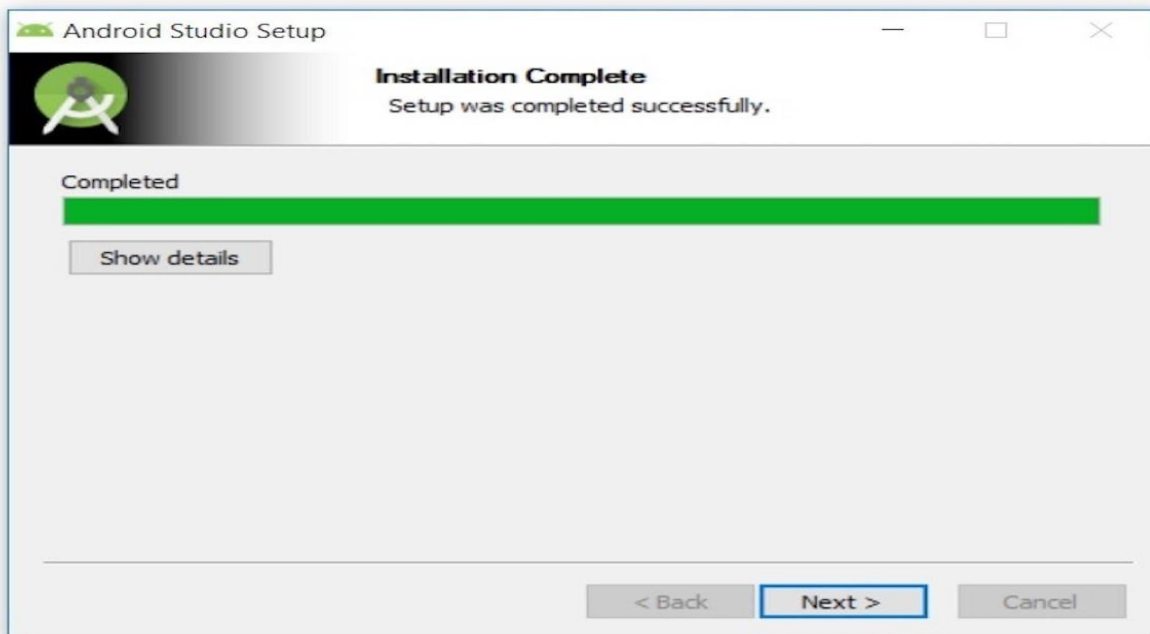 Android Studio Setup
Installation Complete
Setup was completed successfully.
Completed
Show details
< Back
Next >
Cancel